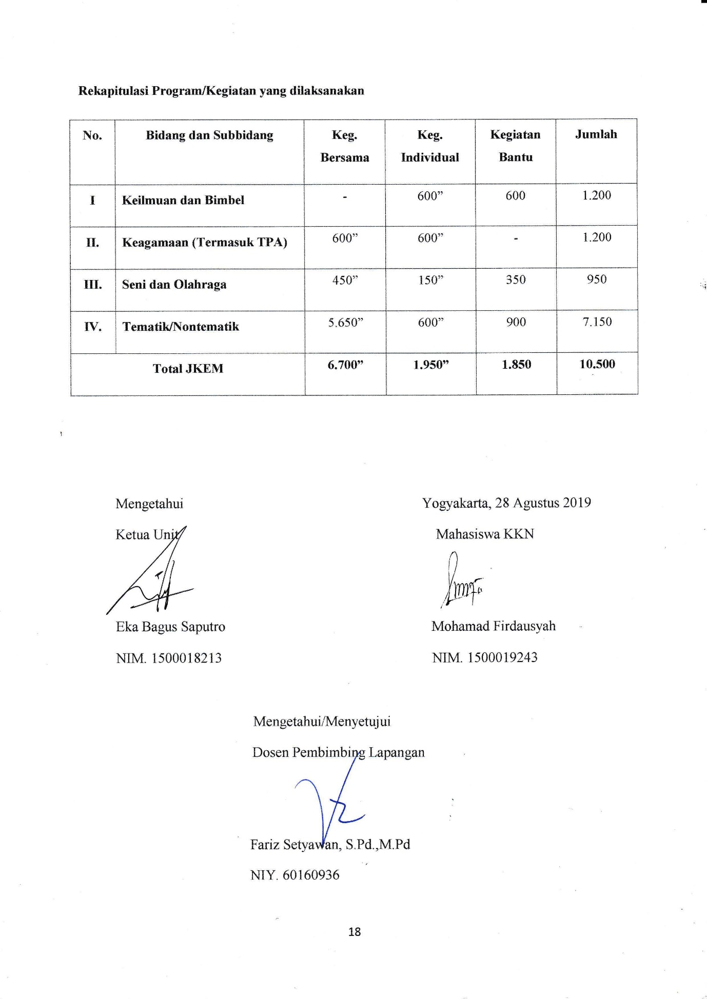 Rekapitulasi Program/Kegiatan yang dilaksanakan
No. Bidang dan Subbidang Keg. Bersama Keg. Individual Kegiatan Bantu Jumlah
I Keilmuan dan Bimbel - 600” 600 1.200
II. Keagamaan (Termasuk TPA) 600” 600” - 1.200
III. Seni dan Olahraga 450” 150” 350 950
IV. Tematik/Nontematik 5.650” 600” 900 7.150
Total JKEM 6.700” 1.950” 1.850 10.500
Mengetahui
Yogyakarta, 28 Agustus 2019
Ketua Unit
Mahasiswa KKN
Eka Bagus Saputro
Mohamad Firdausyah
NIM. 1500018213
NIM. 1500019243
Mengetahui/Menyetujui
Dosen Pembimbing Lapangan
Fariz Setyawan, S.Pd.,M.Pd
NIY. 60160936
18